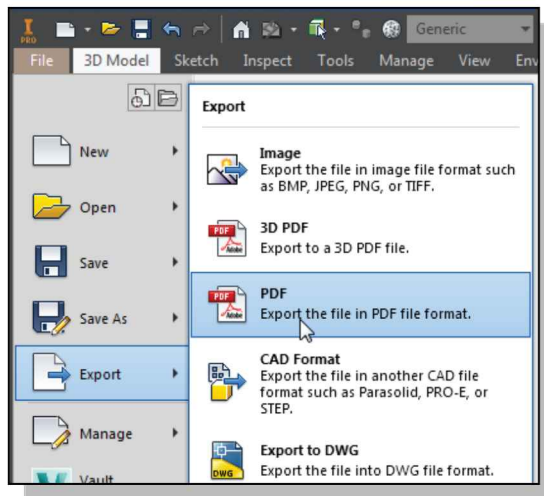 PRO
Generic
File 3D Model Sketch Inspect Tools Manage View Env
Export
New
Open
Save
Save As
Export
Manage
Vault
Image
Export the file in image file format such
as BMP, JPEG, PNG, or TIFF.
PDF
Adobe
3D PDF
Export to a 3D PDF file.
PDF
Adobe
PDF
Export the file in PDF file format.
CAD Format
Export the file in another CAD file
format such as Parasolid, PRO-E, or
STEP.
DWG
Export to DWG
Export the file into DWG file format.